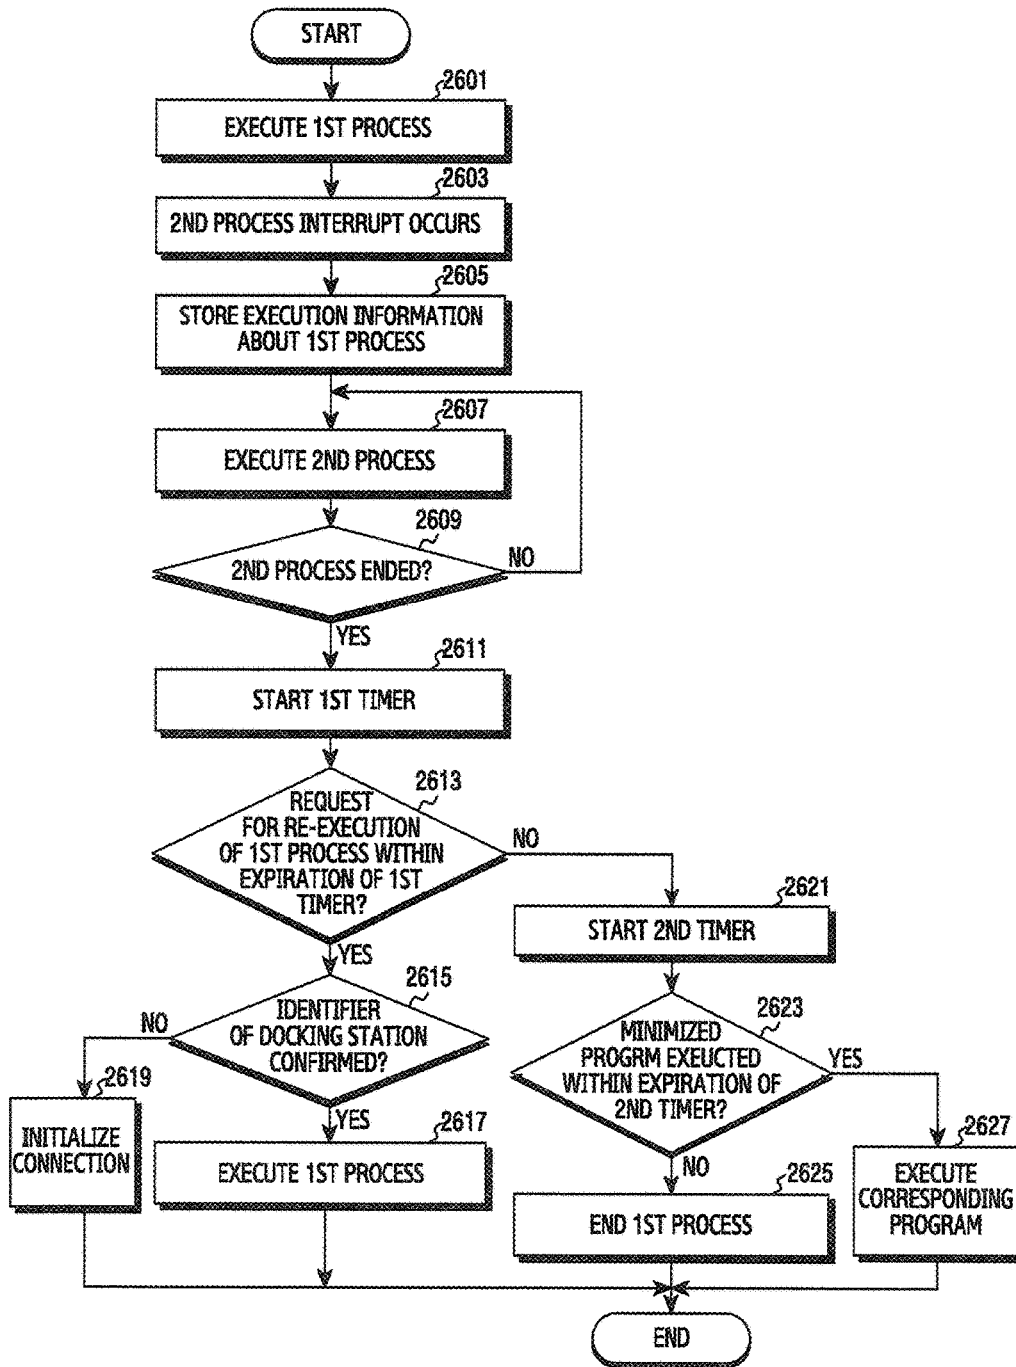 START
2601
EXECUTE 1ST PROCESS
2603
2ND PROCESS INTERRUPT OCCURS
2605
STORE EXECUTION INFORMATION
ABOUT 1ST PROCESS
2607
EXECUTE 2ND PROCESS
2609
2ND PROCESS ENDED?
NO
YES
2611
START 1ST TIMER
2613
REQUEST
FOR RE-EXECUTION
OF 1ST PROCESS WITHIN
EXPIRATION OF 1ST
TIMER?
NO
YES
2621
START 2ND TIMER
2615
IDENTIFIER
OF DOCKING STATION
CONFIRMED?
NO
YES
2623
MINIMIZED
PROGRM EXEUCTED
WITHIN EXPIRATION OF
2ND TIMER?
YES
NO
2619
INITIALIZE
CONNECTION
2617
EXECUTE 1ST PROCESS
2625
END 1ST PROCESS
2627
EXECUTE
CORRESPONDING
PROGRAM
END